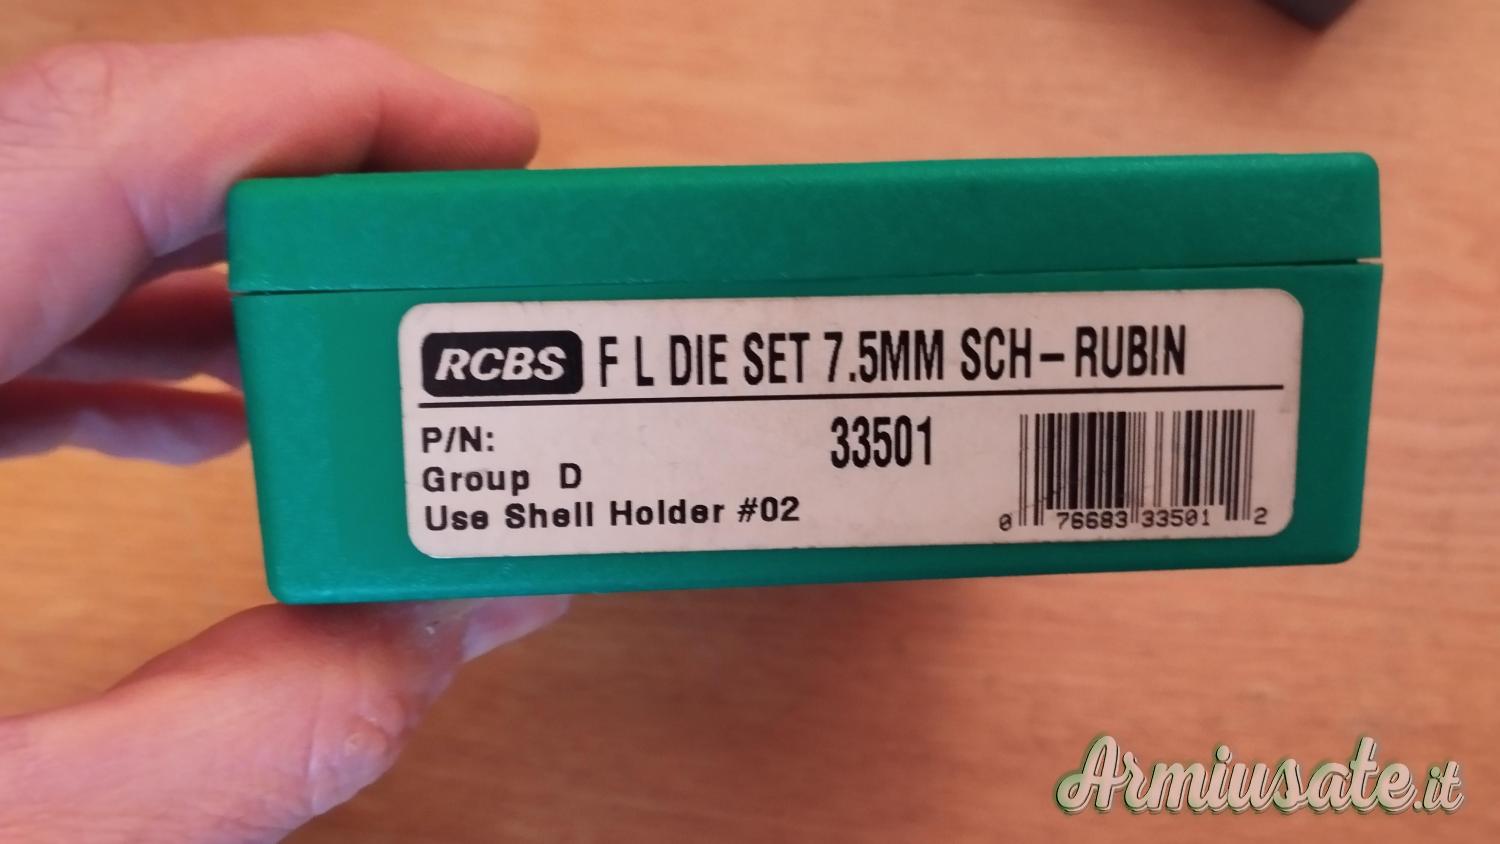 RCBS F L DIE SET 7.5MM SCH-RUBIN
P/N: 33501
Group D
Use Shell Holder #02
0 76683 33501 2
Armiusate.it